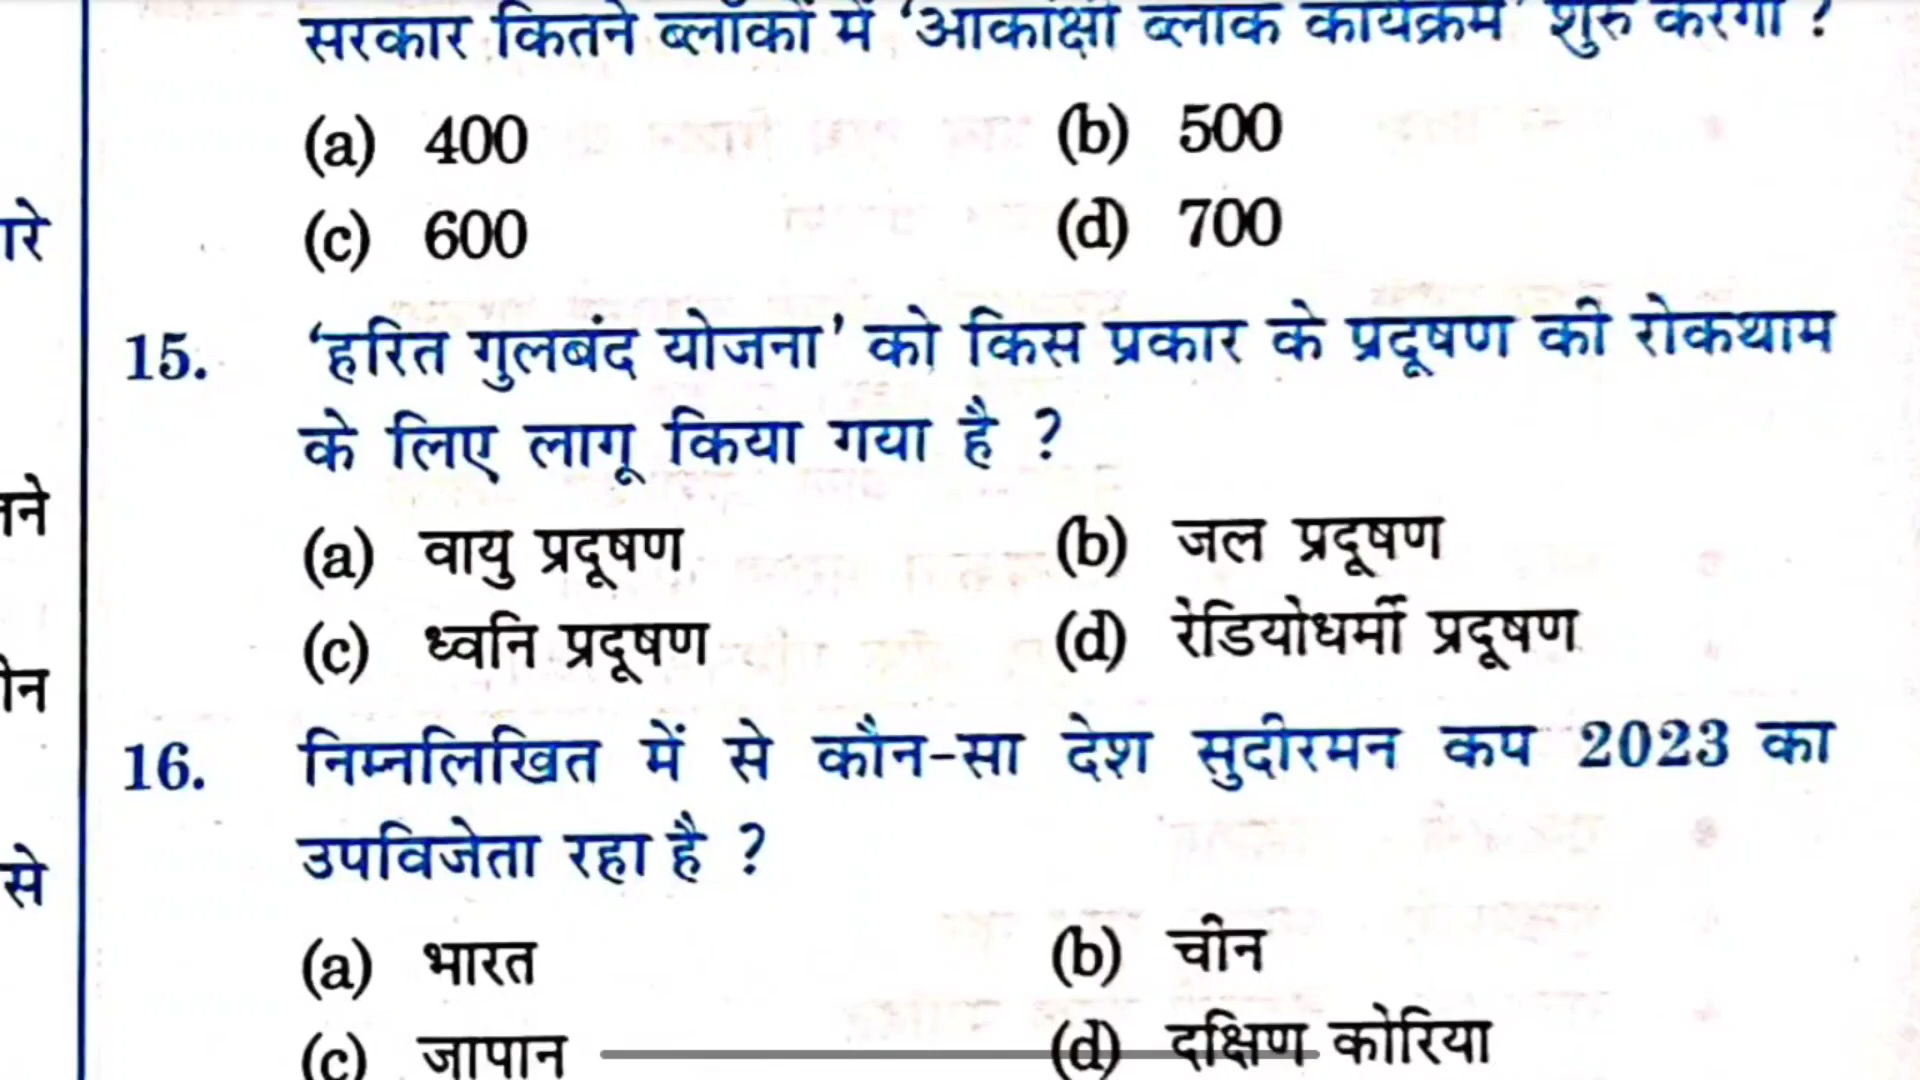 सरकार कितने ब्लॉकों में 'आकांक्षी ब्लॉक कार्यक्रम' शुरु करेगी ?
(a) 400 (b) 500
(c) 600 (d) 700
15. 'हरित गुलबंद योजना' को किस प्रकार के प्रदूषण की रोकथाम
के लिए लागू किया गया है ?
(a) वायु प्रदूषण (b) जल प्रदूषण
(c) ध्वनि प्रदूषण (d) रेडियोधर्मी प्रदूषण
16. निम्नलिखित में से कौन-सा देश सुदीरमन कप 2023 का
उपविजेता रहा है ?
(a) भारत (b) चीन
(c) जापान (d) दक्षिण कोरिया
से